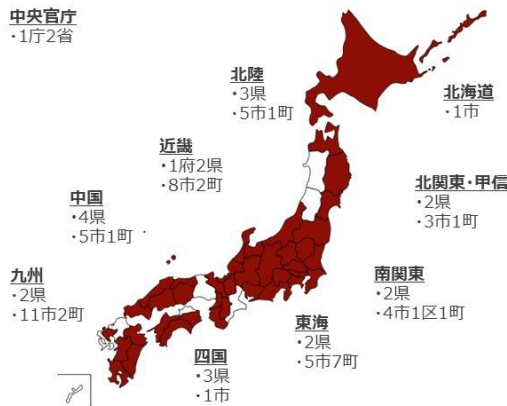 中央官庁
・1庁2省
北陸
・3県
・5市1町
北海道
・1市
近畿
・1府2県
・8市2町
北関東・甲信
・2県
・3市1町
中国
・4県
・5市1町
九州
・2県
・11市2町
南関東
・2県
・4市1区1町
東海
・2県
・5市7町
四国
・3県
・1市